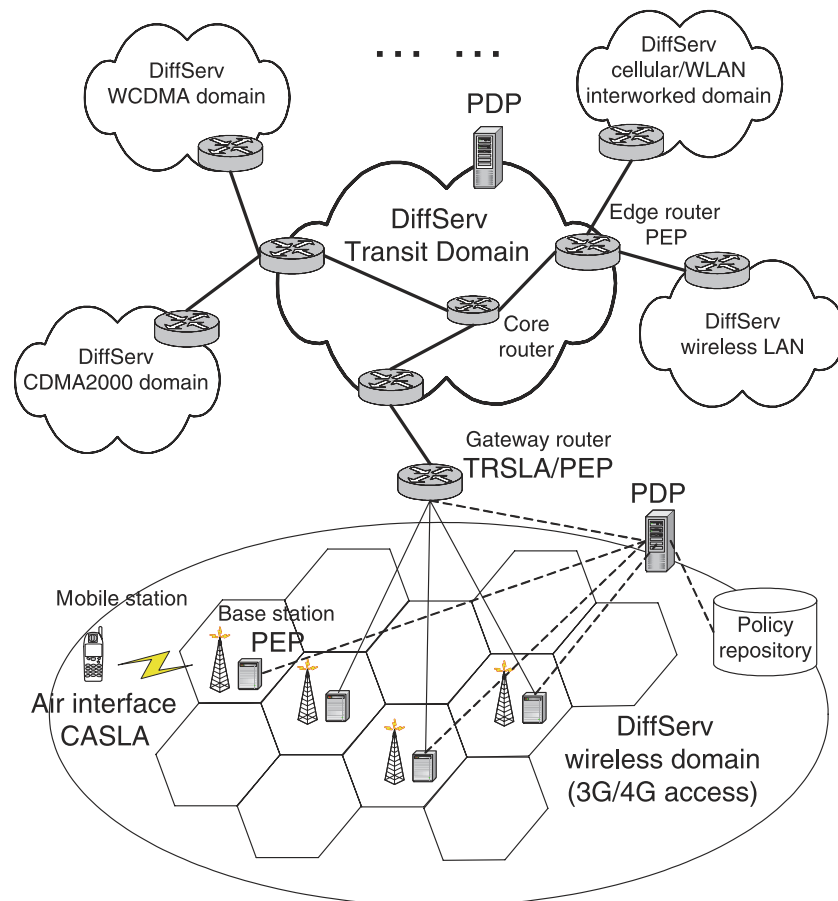 ... ...
DiffServ
WCDMA domain
DiffServ
cellular/WLAN
interworked domain
PDP
DiffServ
Transit Domain
Edge router
PEP
Core
router
DiffServ
wireless LAN
DiffServ
CDMA2000 domain
Gateway router
TRSLA/PEP
PDP
Mobile station
Base station
PEP
Policy
repository
Air interface
CASLA
DiffServ
wireless domain
(3G/4G access)